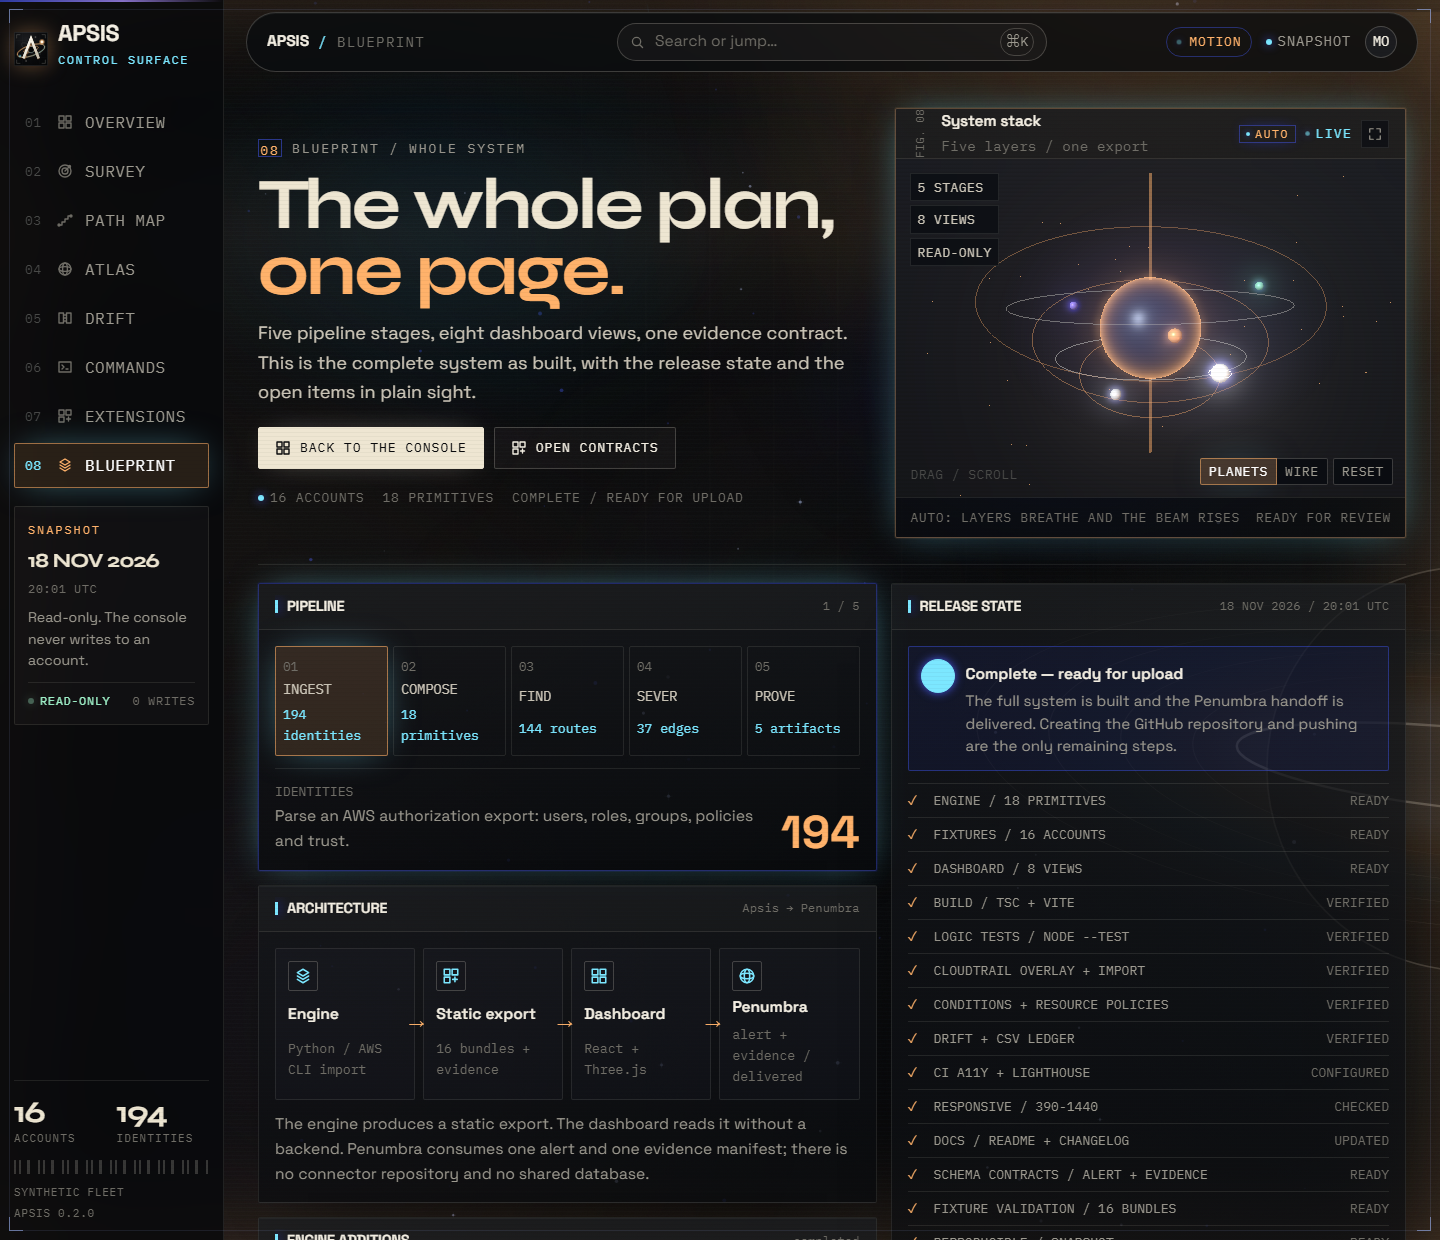 APSIS
CONTROL SURFACE
01 OVERVIEW
02 SURVEY
03 PATH MAP
04 ATLAS
05 DRIFT
06 COMMANDS
07 EXTENSIONS
08 BLUEPRINT
SNAPSHOT
18 NOV 2026
20:01 UTC
Read-only. The console
never writes to an
account.
READ-ONLY 0 WRITES
16 194
ACCOUNTS IDENTITIES
SYNTHETIC FLEET
APSIS 0.2.0
APSIS / BLUEPRINT
Search or jump... ⌘K
MOTION SNAPSHOT MO
08 BLUEPRINT / WHOLE SYSTEM
The whole plan,
one page.
Five pipeline stages, eight dashboard views, one evidence contract.
This is the complete system as built, with the release state and the
open items in plain sight.
BACK TO THE CONSOLE OPEN CONTRACTS
16 ACCOUNTS 18 PRIMITIVES COMPLETE / READY FOR UPLOAD
FIG. 08
System stack
Five layers / one export
AUTO LIVE
5 STAGES
8 VIEWS
READ-ONLY
DRAG / SCROLL
PLANETS WIRE RESET
AUTO: LAYERS BREATHE AND THE BEAM RISES READY FOR REVIEW
PIPELINE 1 / 5
01
INGEST
194
identities
02
COMPOSE
18
primitives
03
FIND
144 routes
04
SEVER
37 edges
05
PROVE
5 artifacts
IDENTITIES
Parse an AWS authorization export: users, roles, groups, policies
and trust.
194
ARCHITECTURE Apsis → Penumbra
Engine
Python / AWS
CLI import
→
Static export
16 bundles +
evidence
→
Dashboard
React +
Three.js
→
Penumbra
alert +
evidence /
delivered
The engine produces a static export. The dashboard reads it without a
backend. Penumbra consumes one alert and one evidence manifest; there is
no connector repository and no shared database.
ENGINE ADDITIONS completed
RELEASE STATE 18 NOV 2026 / 20:01 UTC
Complete — ready for upload
The full system is built and the Penumbra handoff is
delivered. Creating the GitHub repository and pushing
are the only remaining steps.
✓ ENGINE / 18 PRIMITIVES READY
✓ FIXTURES / 16 ACCOUNTS READY
✓ DASHBOARD / 8 VIEWS READY
✓ BUILD / TSC + VITE VERIFIED
✓ LOGIC TESTS / NODE --TEST VERIFIED
✓ CLOUDTRAIL OVERLAY + IMPORT VERIFIED
✓ CONDITIONS + RESOURCE POLICIES VERIFIED
✓ DRIFT + CSV LEDGER VERIFIED
✓ CI A11Y + LIGHTHOUSE CONFIGURED
✓ RESPONSIVE / 390-1440 CHECKED
✓ DOCS / README + CHANGELOG UPDATED
✓ SCHEMA CONTRACTS / ALERT + EVIDENCE READY
✓ FIXTURE VALIDATION / 16 BUNDLES READY
✓ REPRODUCIBLE / SNAPSHOT READY